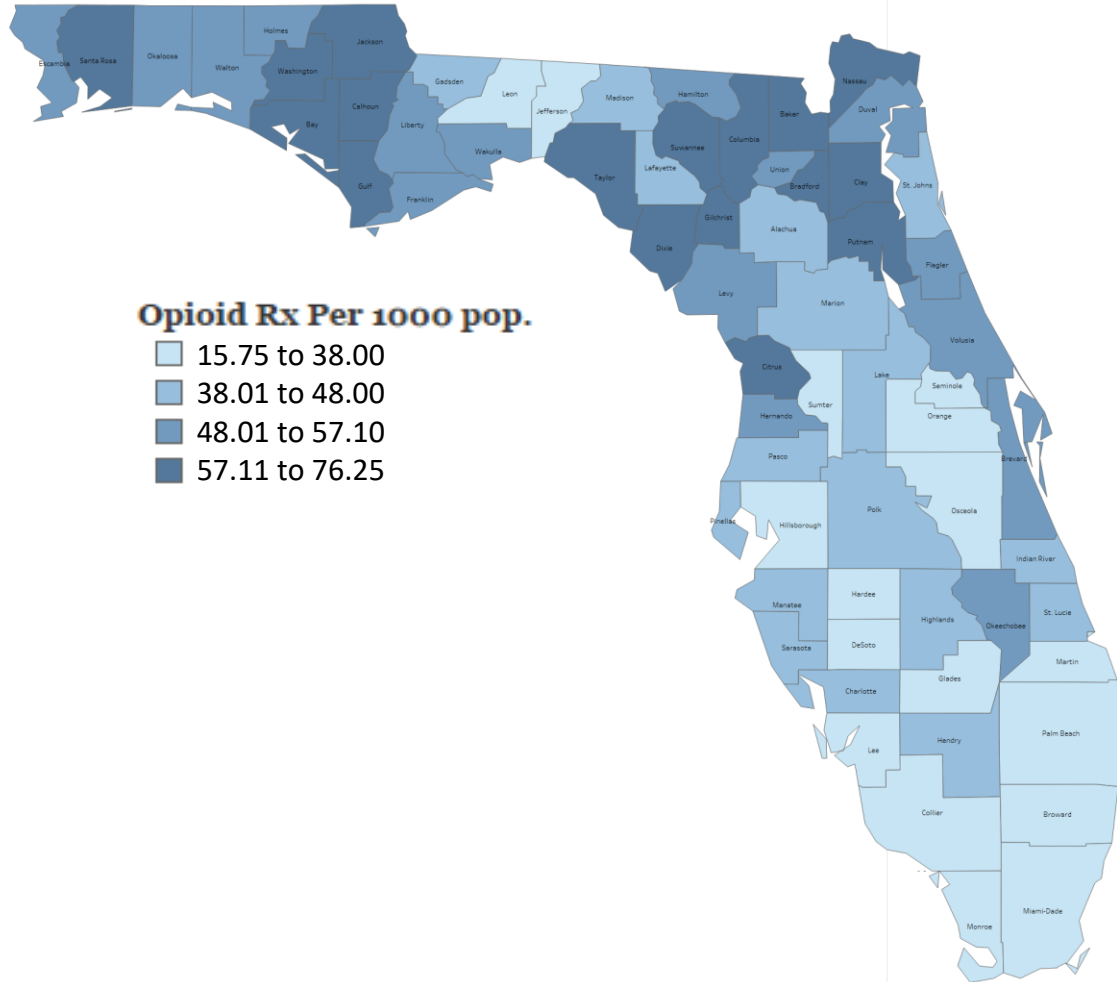 Jackson
Holmes
Escambia
Santa Rosa
Okaloosa
Walton
Washington
Gadsden
Leon
Jefferson
Madison
Hamilton
Nassau
Calhoun
Bay
Liberty
Wakulla
Suwannee
Columbia
Baker
Duval
Gulf
Franklin
Taylor
Lafayette
Union
Bradford
Clay
St. Johns
Gilchrist
Dixie
Alachua
Putnam
Flagler
Levy
Marion
Volusia
Opioid Rx Per 1000 pop.
15.75 to 38.00
38.01 to 48.00
48.01 to 57.10
57.11 to 76.25
Citrus
Sumter
Lake
Seminole
Orange
Hernando
Pasco
Brevard
Pinellas
Hillsborough
Polk
Osceola
Indian River
Manatee
Hardee
Highlands
Okeechobee
St. Lucie
Sarasota
DeSoto
Martin
Charlotte
Glades
Lee
Hendry
Palm Beach
Collier
Broward
Monroe
Miami-Dade